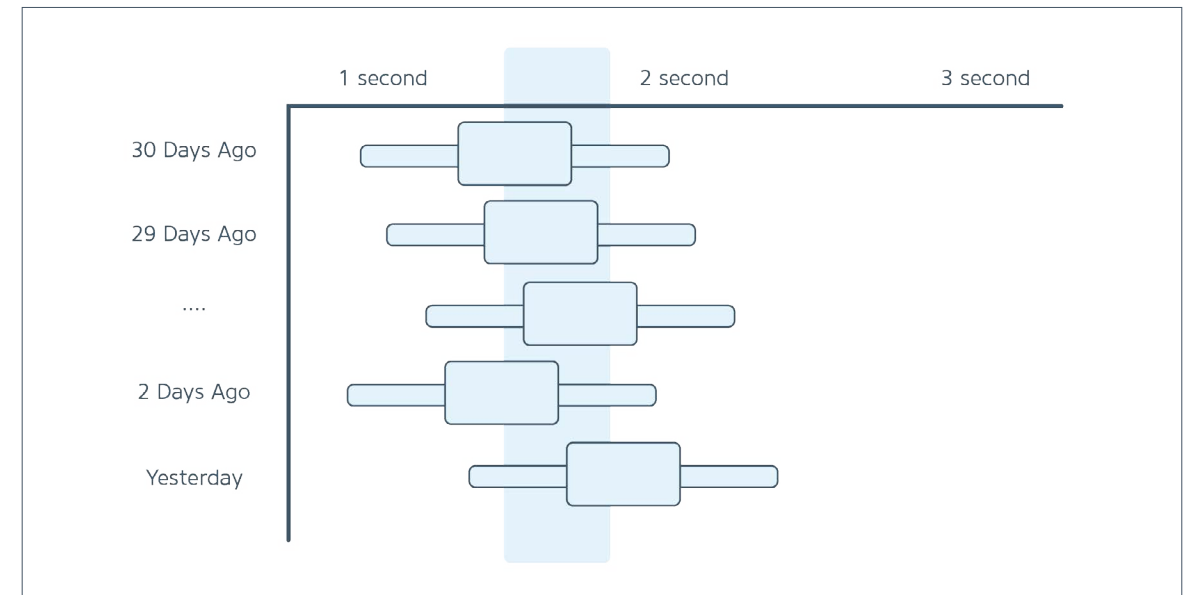 1 second 2 second 3 second
30 Days Ago
29 Days Ago
....
2 Days Ago
Yesterday